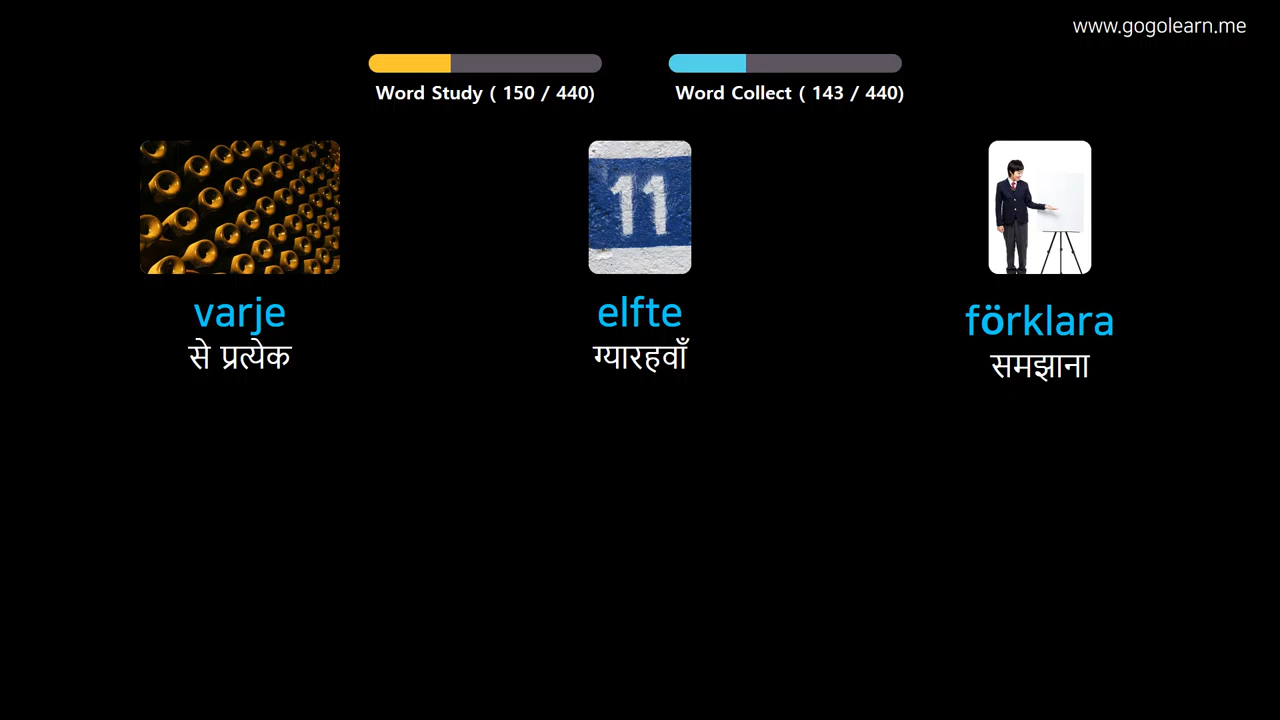 www.gogolearn.me
Word Study ( 150 / 440)
Word Collect ( 143 / 440)
11
varje
से प्रत्येक
elfte
ग्यारहवाँ
förklara
समझाना